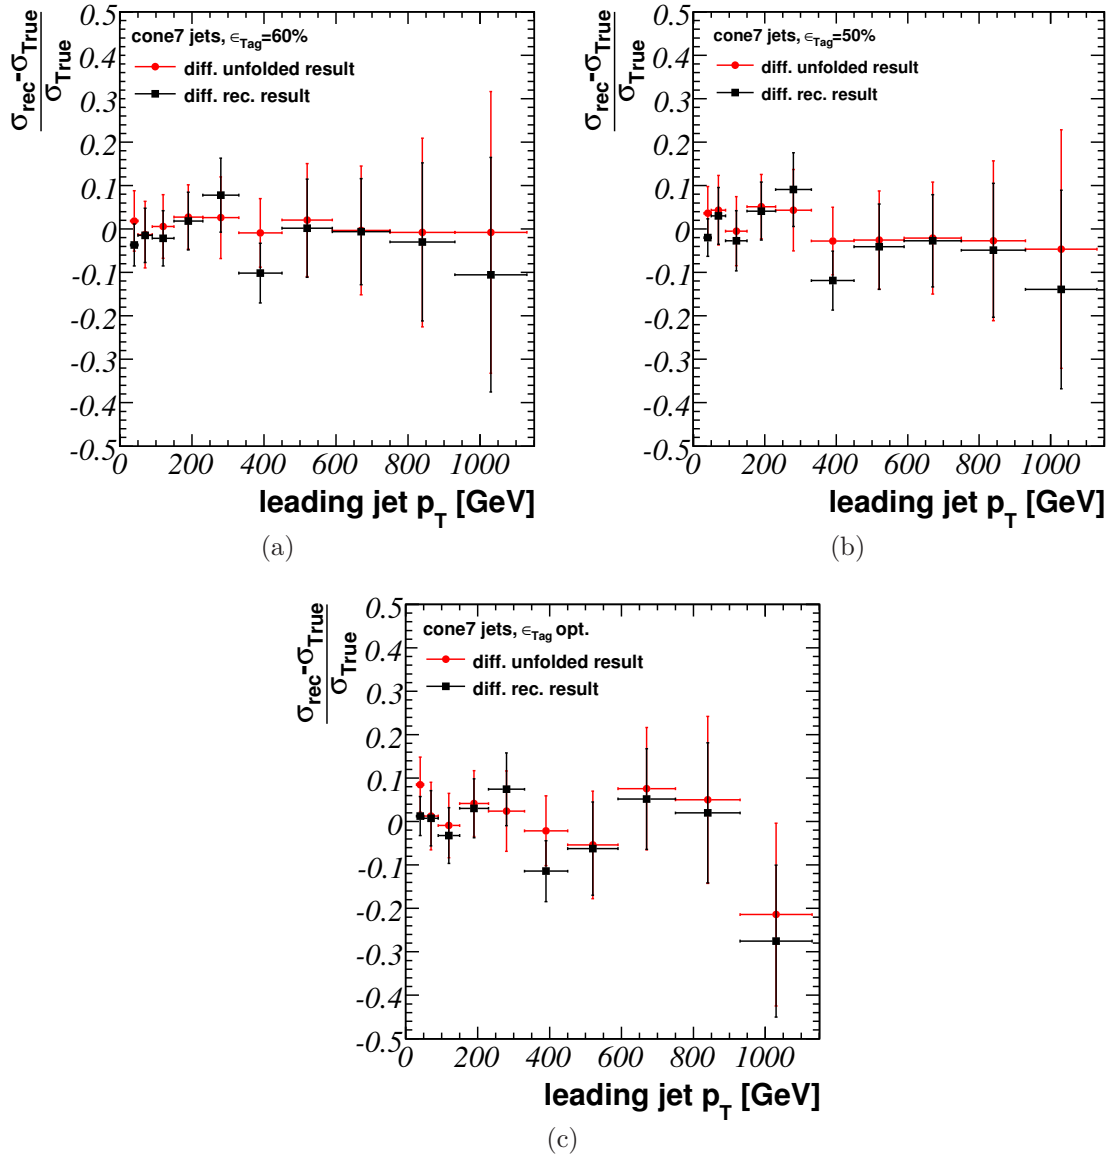 cone7 jets, ϵTag=60%
diff. unfolded result
diff. rec. result
σrec-σTrue
σTrue
0.5
0.4
0.3
0.2
0.1
0
-0.1
-0.2
-0.3
-0.4
-0.5
0 200 400 600 800 1000
leading jet pT [GeV]
(a)
cone7 jets, ϵTag=50%
diff. unfolded result
diff. rec. result
σrec-σTrue
σTrue
0.5
0.4
0.3
0.2
0.1
0
-0.1
-0.2
-0.3
-0.4
-0.5
0 200 400 600 800 1000
leading jet pT [GeV]
(b)
cone7 jets, ϵTag opt.
diff. unfolded result
diff. rec. result
σrec-σTrue
σTrue
0.5
0.4
0.3
0.2
0.1
0
-0.1
-0.2
-0.3
-0.4
-0.5
0 200 400 600 800 1000
leading jet pT [GeV]
(c)